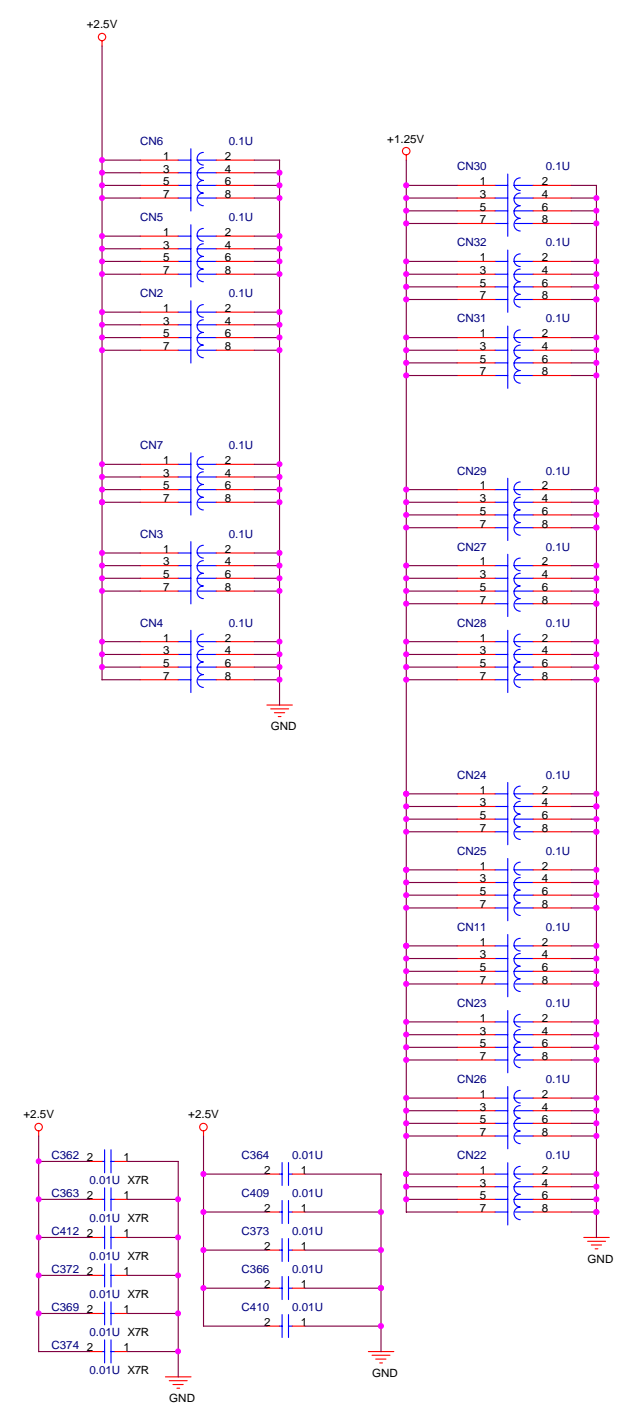 +2.5V
CN6 0.1U
1 2
3 4
5 6
7 8
CN5 0.1U
1 2
3 4
5 6
7 8
CN2 0.1U
1 2
3 4
5 6
7 8
CN7 0.1U
1 2
3 4
5 6
7 8
CN3 0.1U
1 2
3 4
5 6
7 8
CN4 0.1U
1 2
3 4
5 6
7 8
GND
+1.25V
CN30 0.1U
1 2
3 4
5 6
7 8
CN32 0.1U
1 2
3 4
5 6
7 8
CN31 0.1U
1 2
3 4
5 6
7 8
CN29 0.1U
1 2
3 4
5 6
7 8
CN27 0.1U
1 2
3 4
5 6
7 8
CN28 0.1U
1 2
3 4
5 6
7 8
CN24 0.1U
1 2
3 4
5 6
7 8
CN25 0.1U
1 2
3 4
5 6
7 8
CN11 0.1U
1 2
3 4
5 6
7 8
CN23 0.1U
1 2
3 4
5 6
7 8
CN26 0.1U
1 2
3 4
5 6
7 8
CN22 0.1U
1 2
3 4
5 6
7 8
GND
+2.5V
C362 2 1
0.01U X7R
C363 2 1
0.01U X7R
C412 2 1
0.01U X7R
C372 2 1
0.01U X7R
C369 2 1
0.01U X7R
C374 2 1
0.01U X7R
GND
+2.5V
C364 0.01U
2 1
C409 0.01U
2 1
C373 0.01U
2 1
C366 0.01U
2 1
C410 0.01U
2 1
GND